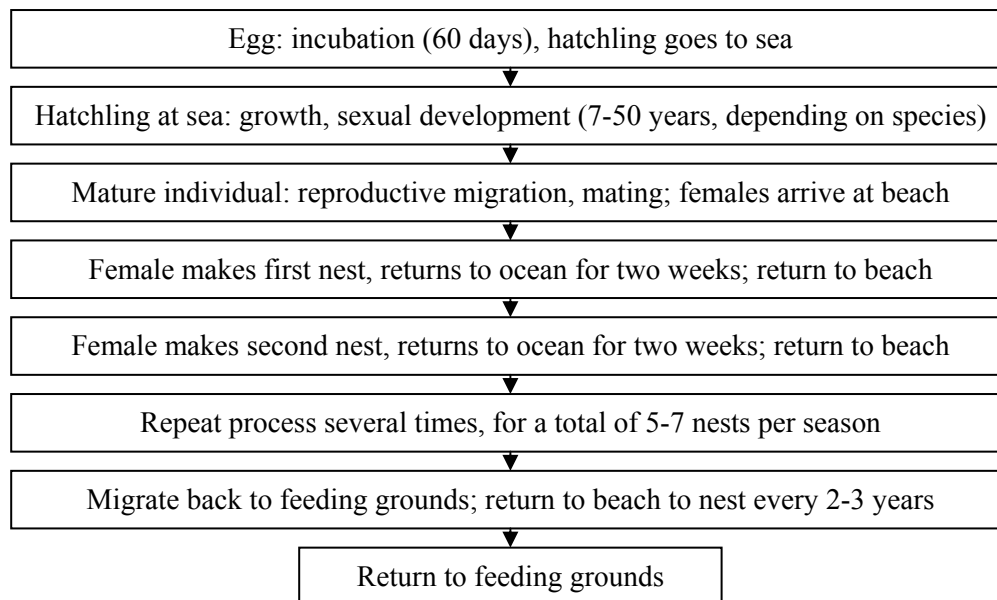 Egg: incubation (60 days), hatchling goes to sea
Hatchling at sea: growth, sexual development (7-50 years, depending on species)
Mature individual: reproductive migration, mating; females arrive at beach
Female makes first nest, returns to ocean for two weeks; return to beach
Female makes second nest, returns to ocean for two weeks; return to beach
Repeat process several times, for a total of 5-7 nests per season
Migrate back to feeding grounds; return to beach to nest every 2-3 years
Return to feeding grounds